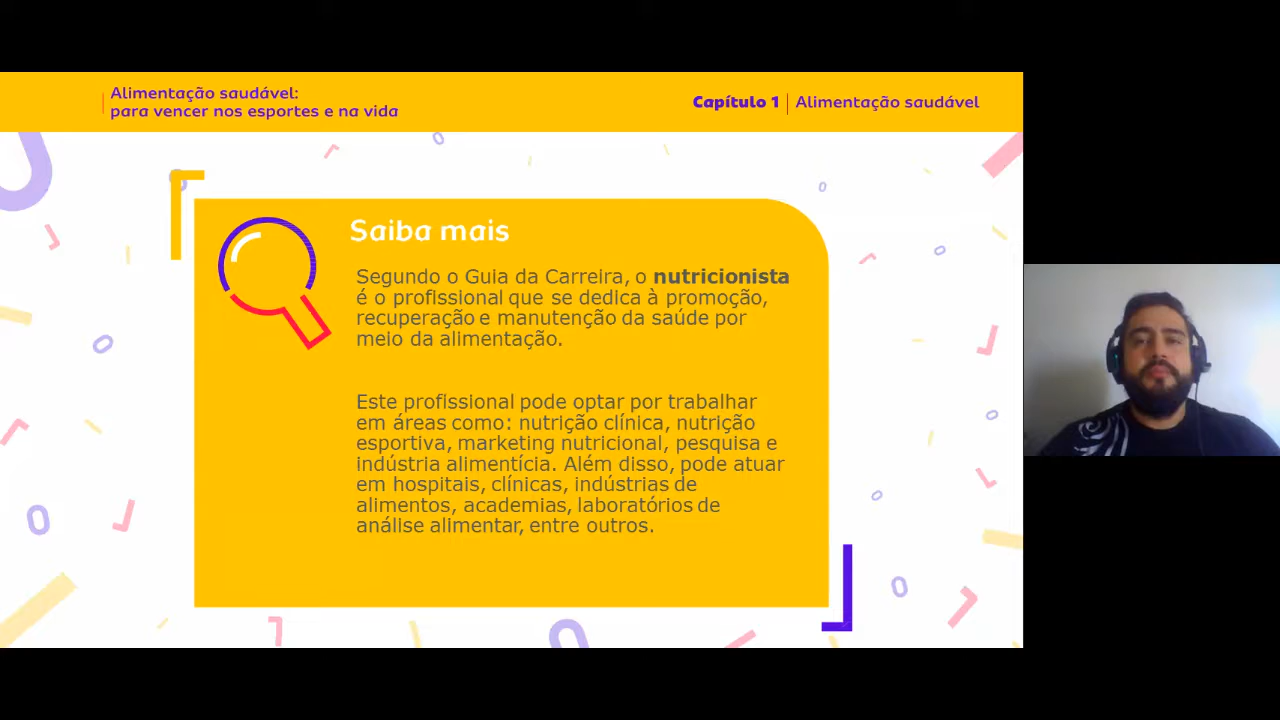 Alimentação saudável:
para vencer nos esportes e na vida
Capítulo 1 | Alimentação saudável
Saiba mais
Segundo o Guia da Carreira, o nutricionista
é o profissional que se dedica à promoção,
recuperação e manutenção da saúde por
meio da alimentação.
Este profissional pode optar por trabalhar
em áreas como: nutrição clínica, nutrição
esportiva, marketing nutricional, pesquisa e
indústria alimentícia. Além disso, pode atuar
em hospitais, clínicas, indústrias de
alimentos, academias, laboratórios de
análise alimentar, entre outros.